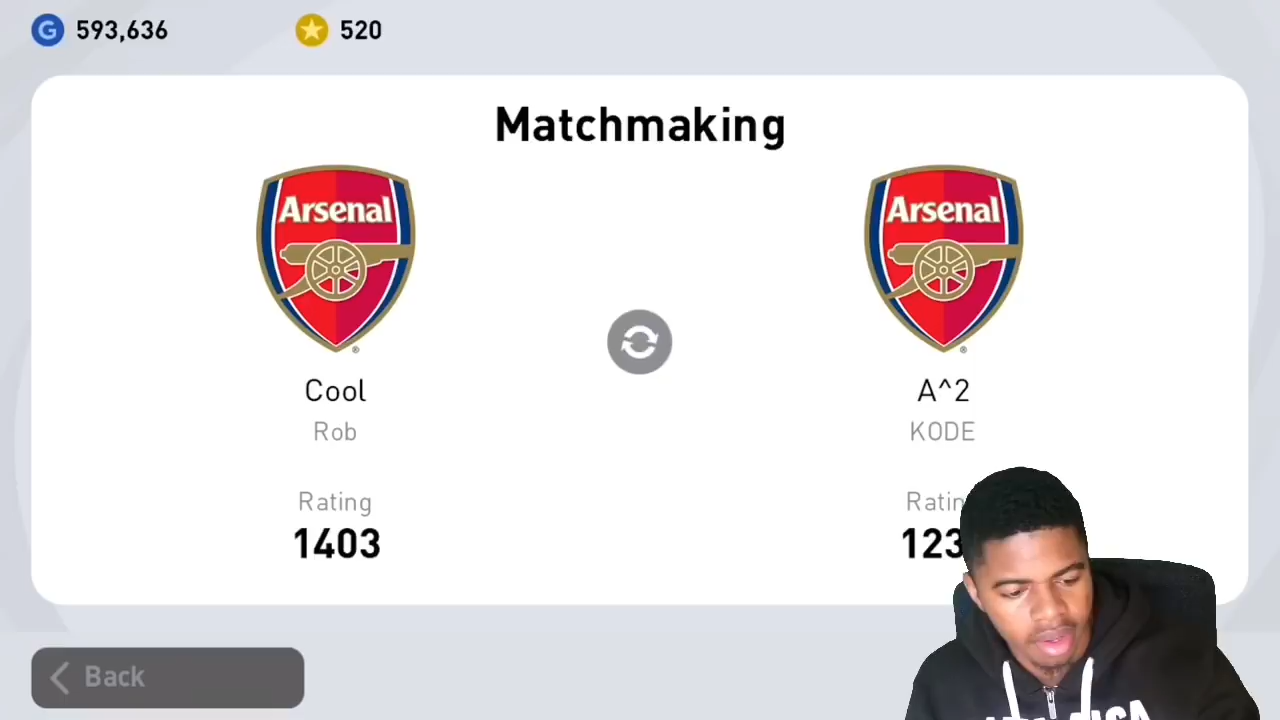 593,636
520
Matchmaking
Arsenal
Arsenal
Cool
A^2
Rob
KODE
Rating
1403
Back